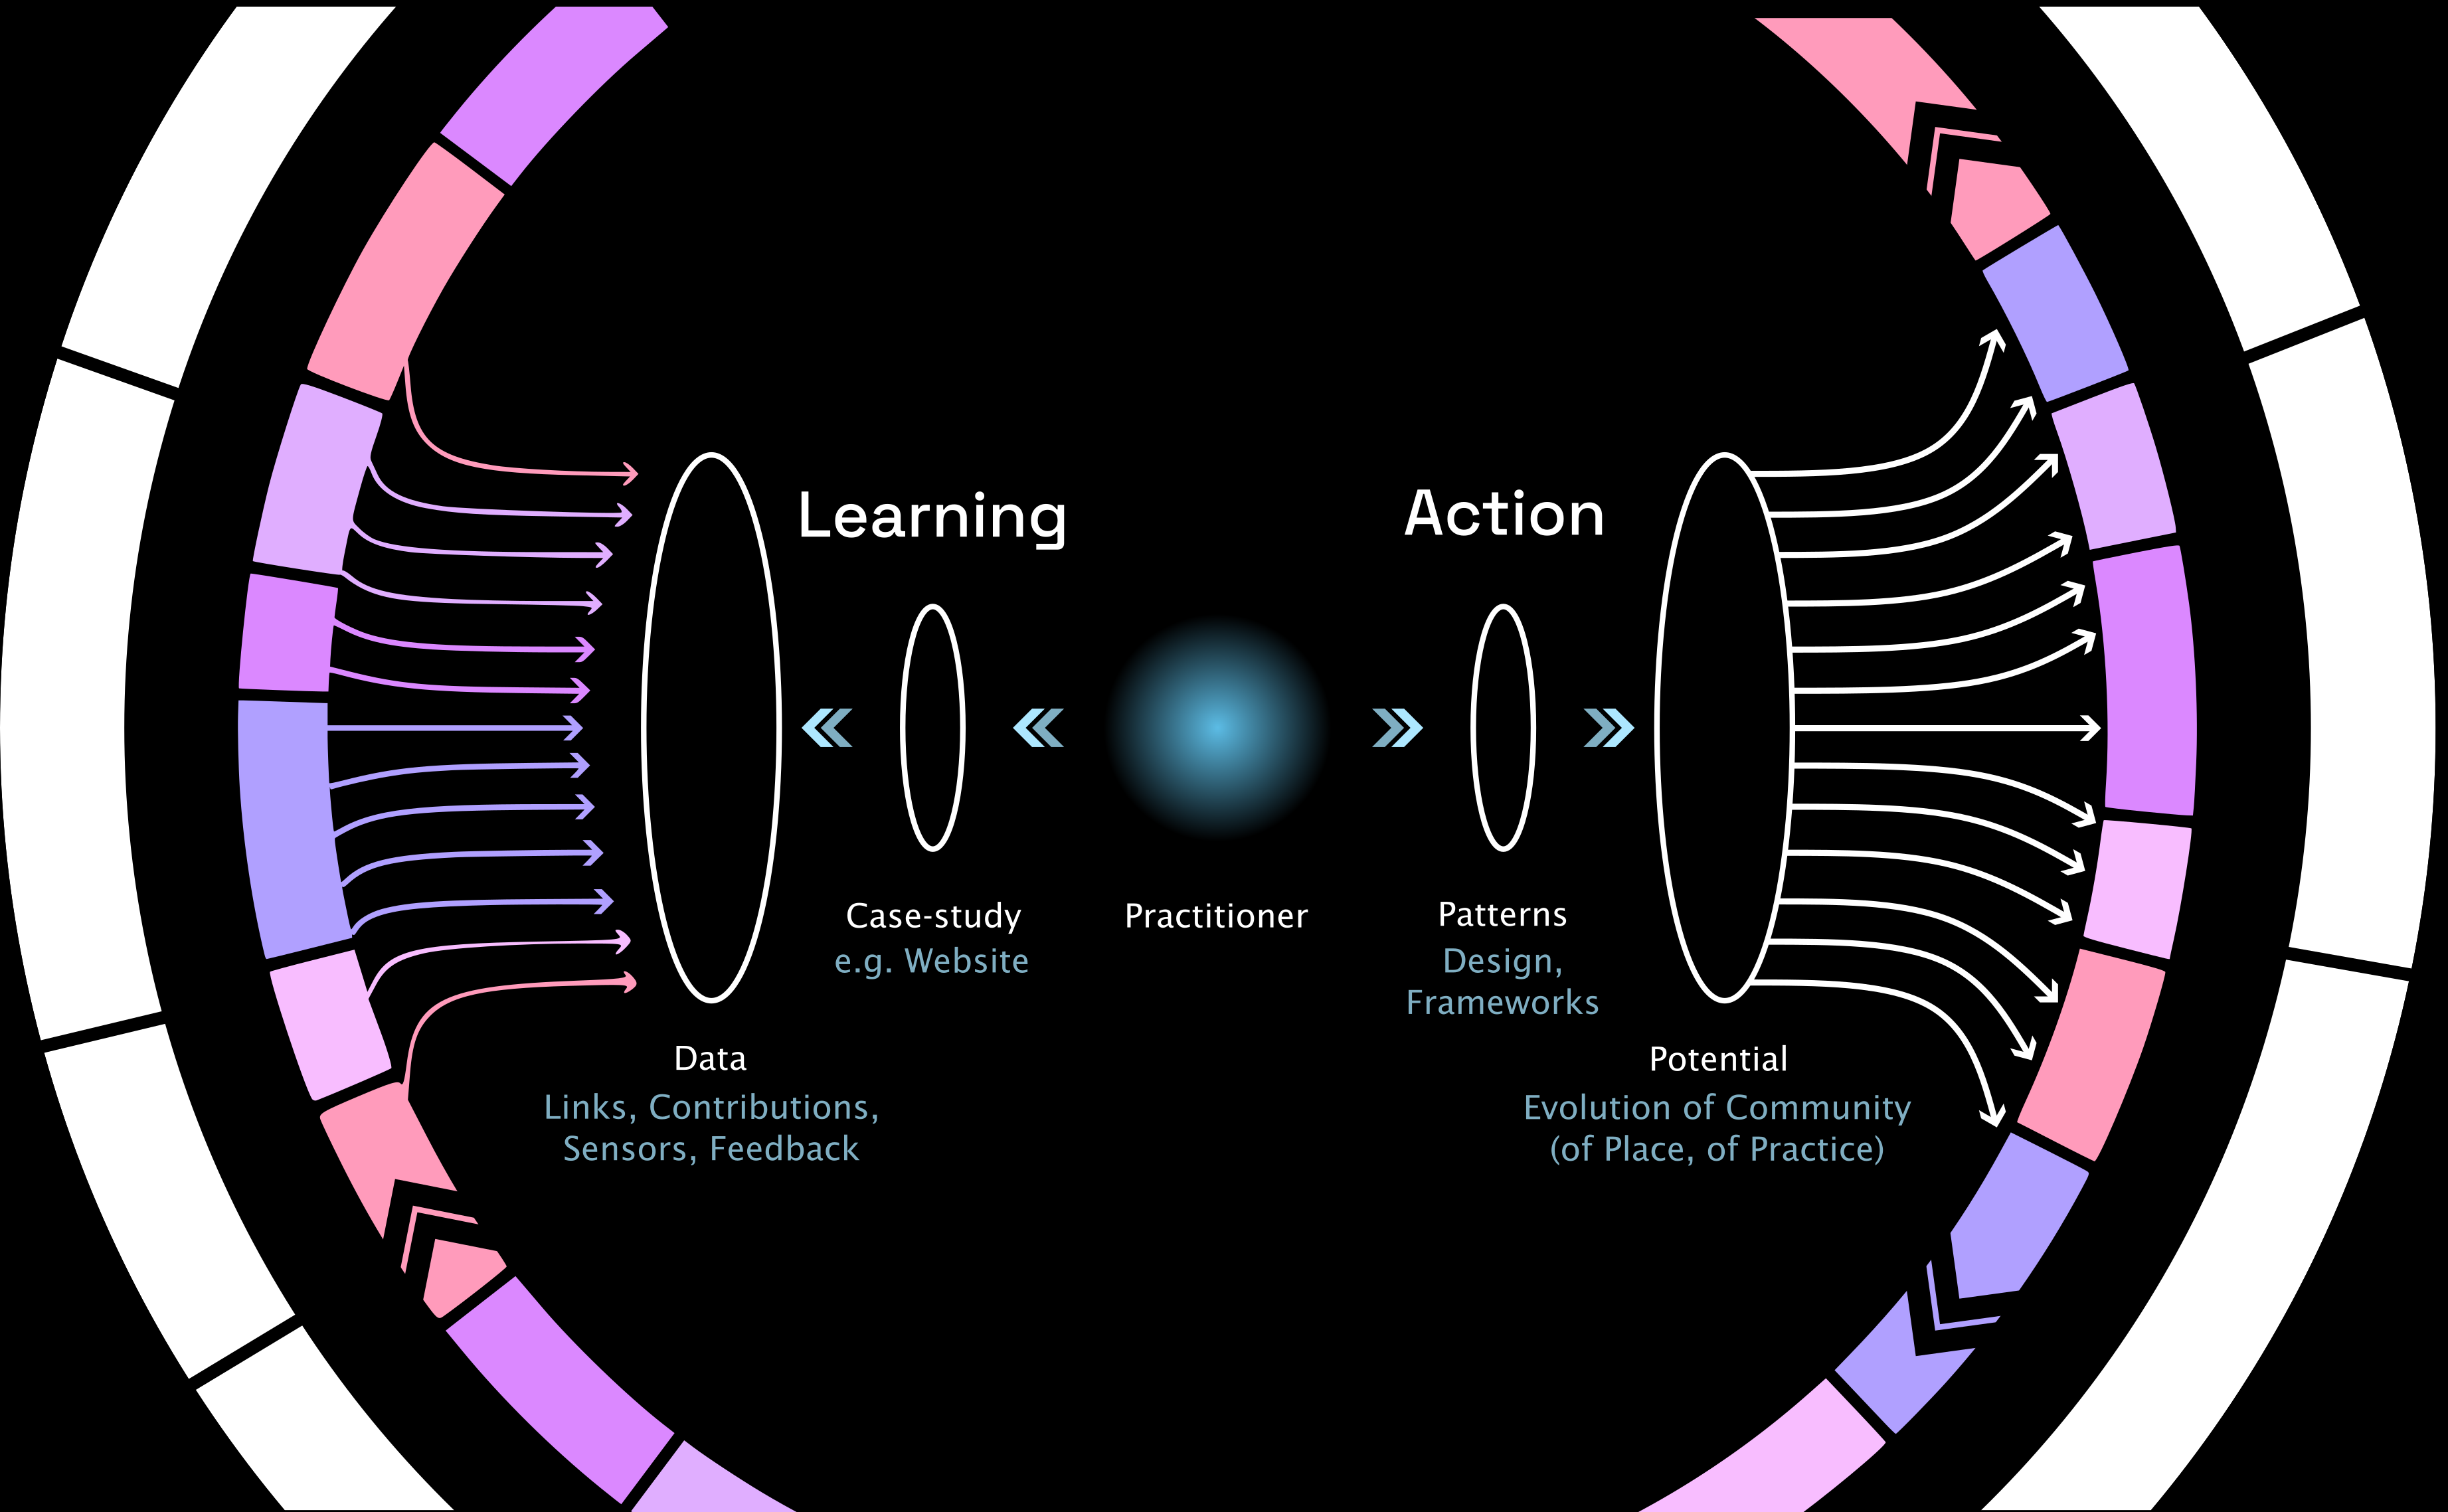 Learning
Action
Case-study
e.g. Website
Practitioner
Patterns
Design,
Frameworks
Data
Links, Contributions,
Sensors, Feedback
Potential
Evolution of Community
(of Place, of Practice)